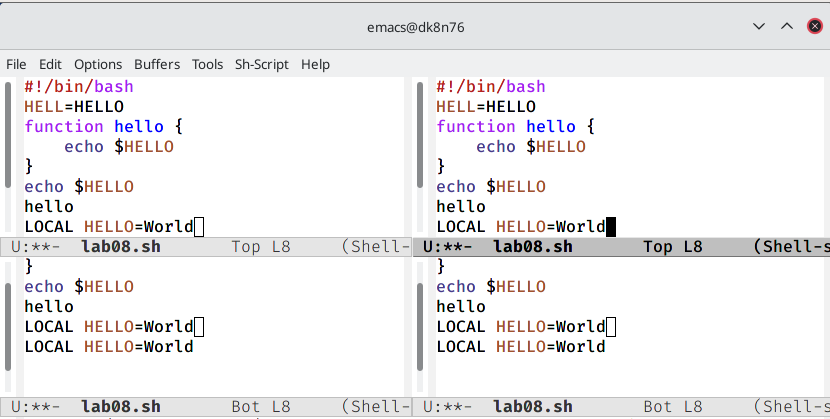 emacs@dk8n76
File Edit Options Buffers Tools Sh-Script Help
#!/bin/bash
HELL=HELLO
function hello {
    echo $HELLO
}
echo $HELLO
hello
LOCAL HELLO=World
U:**-  lab08.sh       Top L8     (Shell-
#!/bin/bash
HELL=HELLO
function hello {
    echo $HELLO
}
echo $HELLO
hello
LOCAL HELLO=World
U:**-  lab08.sh       Top L8     (Shell-s
}
echo $HELLO
hello
LOCAL HELLO=World
LOCAL HELLO=World
U:**-  lab08.sh       Bot L8     (Shell-
}
echo $HELLO
hello
LOCAL HELLO=World
LOCAL HELLO=World
U:**-  lab08.sh       Bot L8     (Shell-s